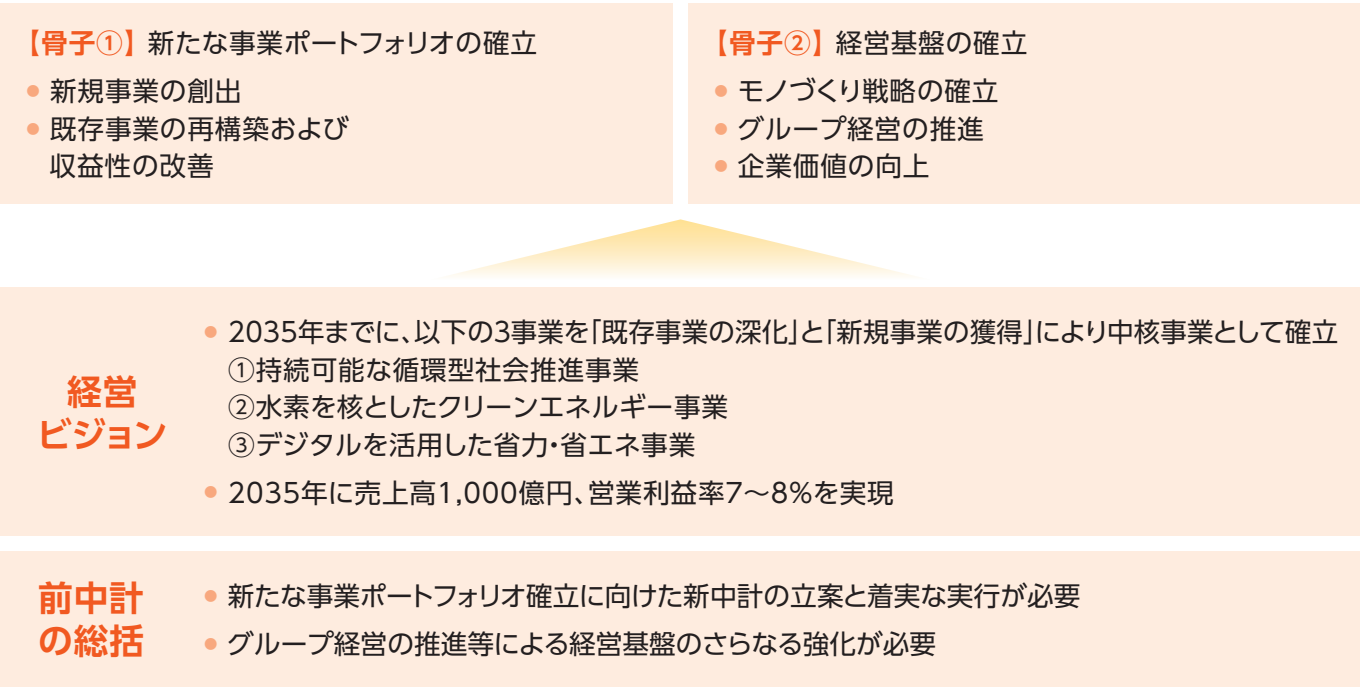 【骨子①】新たな事業ポートフォリオの確立
● 新規事業の創出
● 既存事業の再構築および
収益性の改善
【骨子②】経営基盤の確立
● モノづくり戦略の確立
● グループ経営の推進
● 企業価値の向上
経営
ビジョン
● 2035年までに、以下の3事業を「既存事業の深化」と「新規事業の獲得」により中核事業として確立
①持続可能な循環型社会推進事業
②水素を核としたクリーンエネルギー事業
③デジタルを活用した省力・省エネ事業
● 2035年に売上高1,000億円、営業利益率7～8%を実現
前中計
の総括
● 新たな事業ポートフォリオ確立に向けた新中計の立案と着実な実行が必要
● グループ経営の推進等による経営基盤のさらなる強化が必要